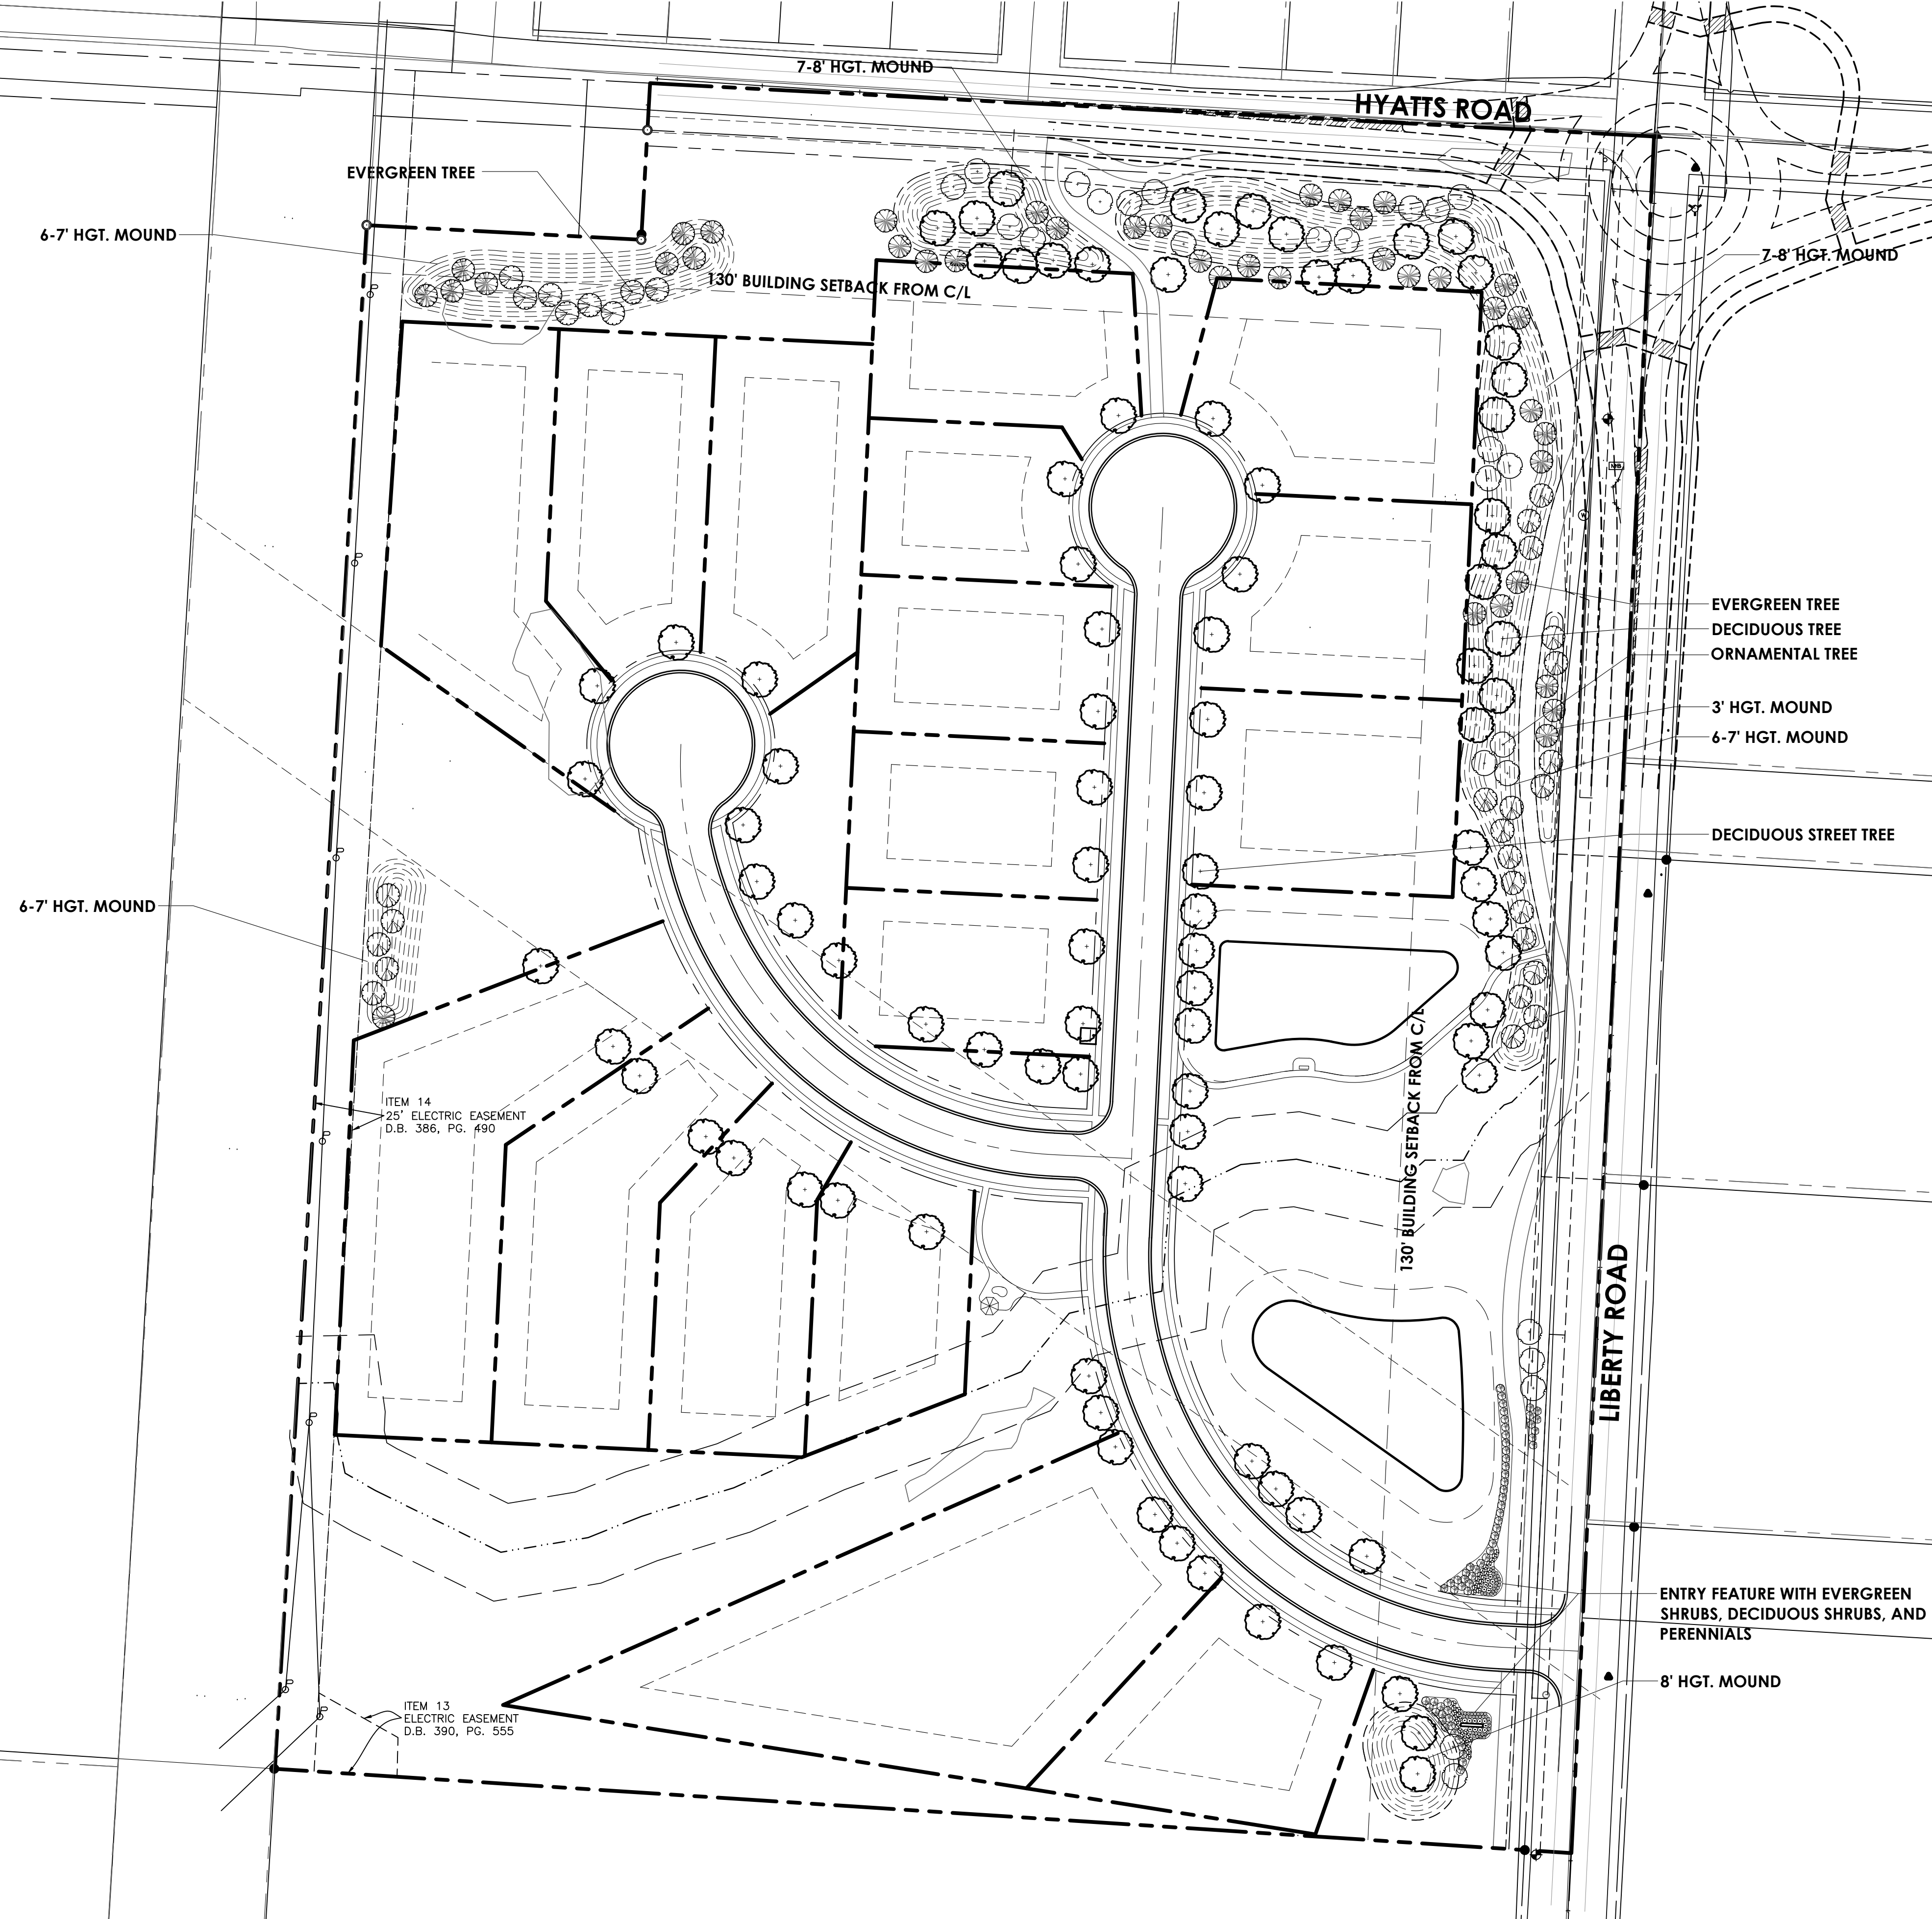 7-8' HGT. MOUND
HYATTS ROAD
EVERGREEN TREE
6-7' HGT. MOUND
7-8' HGT. MOUND
130' BUILDING SETBACK FROM C/L
EVERGREEN TREE
DECIDUOUS TREE
ORNAMENTAL TREE
3' HGT. MOUND
6-7' HGT. MOUND
DECIDUOUS STREET TREE
6-7' HGT. MOUND
130' BUILDING SETBACK FROM C/L
ITEM 14
25' ELECTRIC EASEMENT
D.B. 386, PG. 490
LIBERTY ROAD
ENTRY FEATURE WITH EVERGREEN
SHRUBS, DECIDUOUS SHRUBS, AND
PERENNIALS
8' HGT. MOUND
ITEM 13
ELECTRIC EASEMENT
D.B. 390, PG. 555